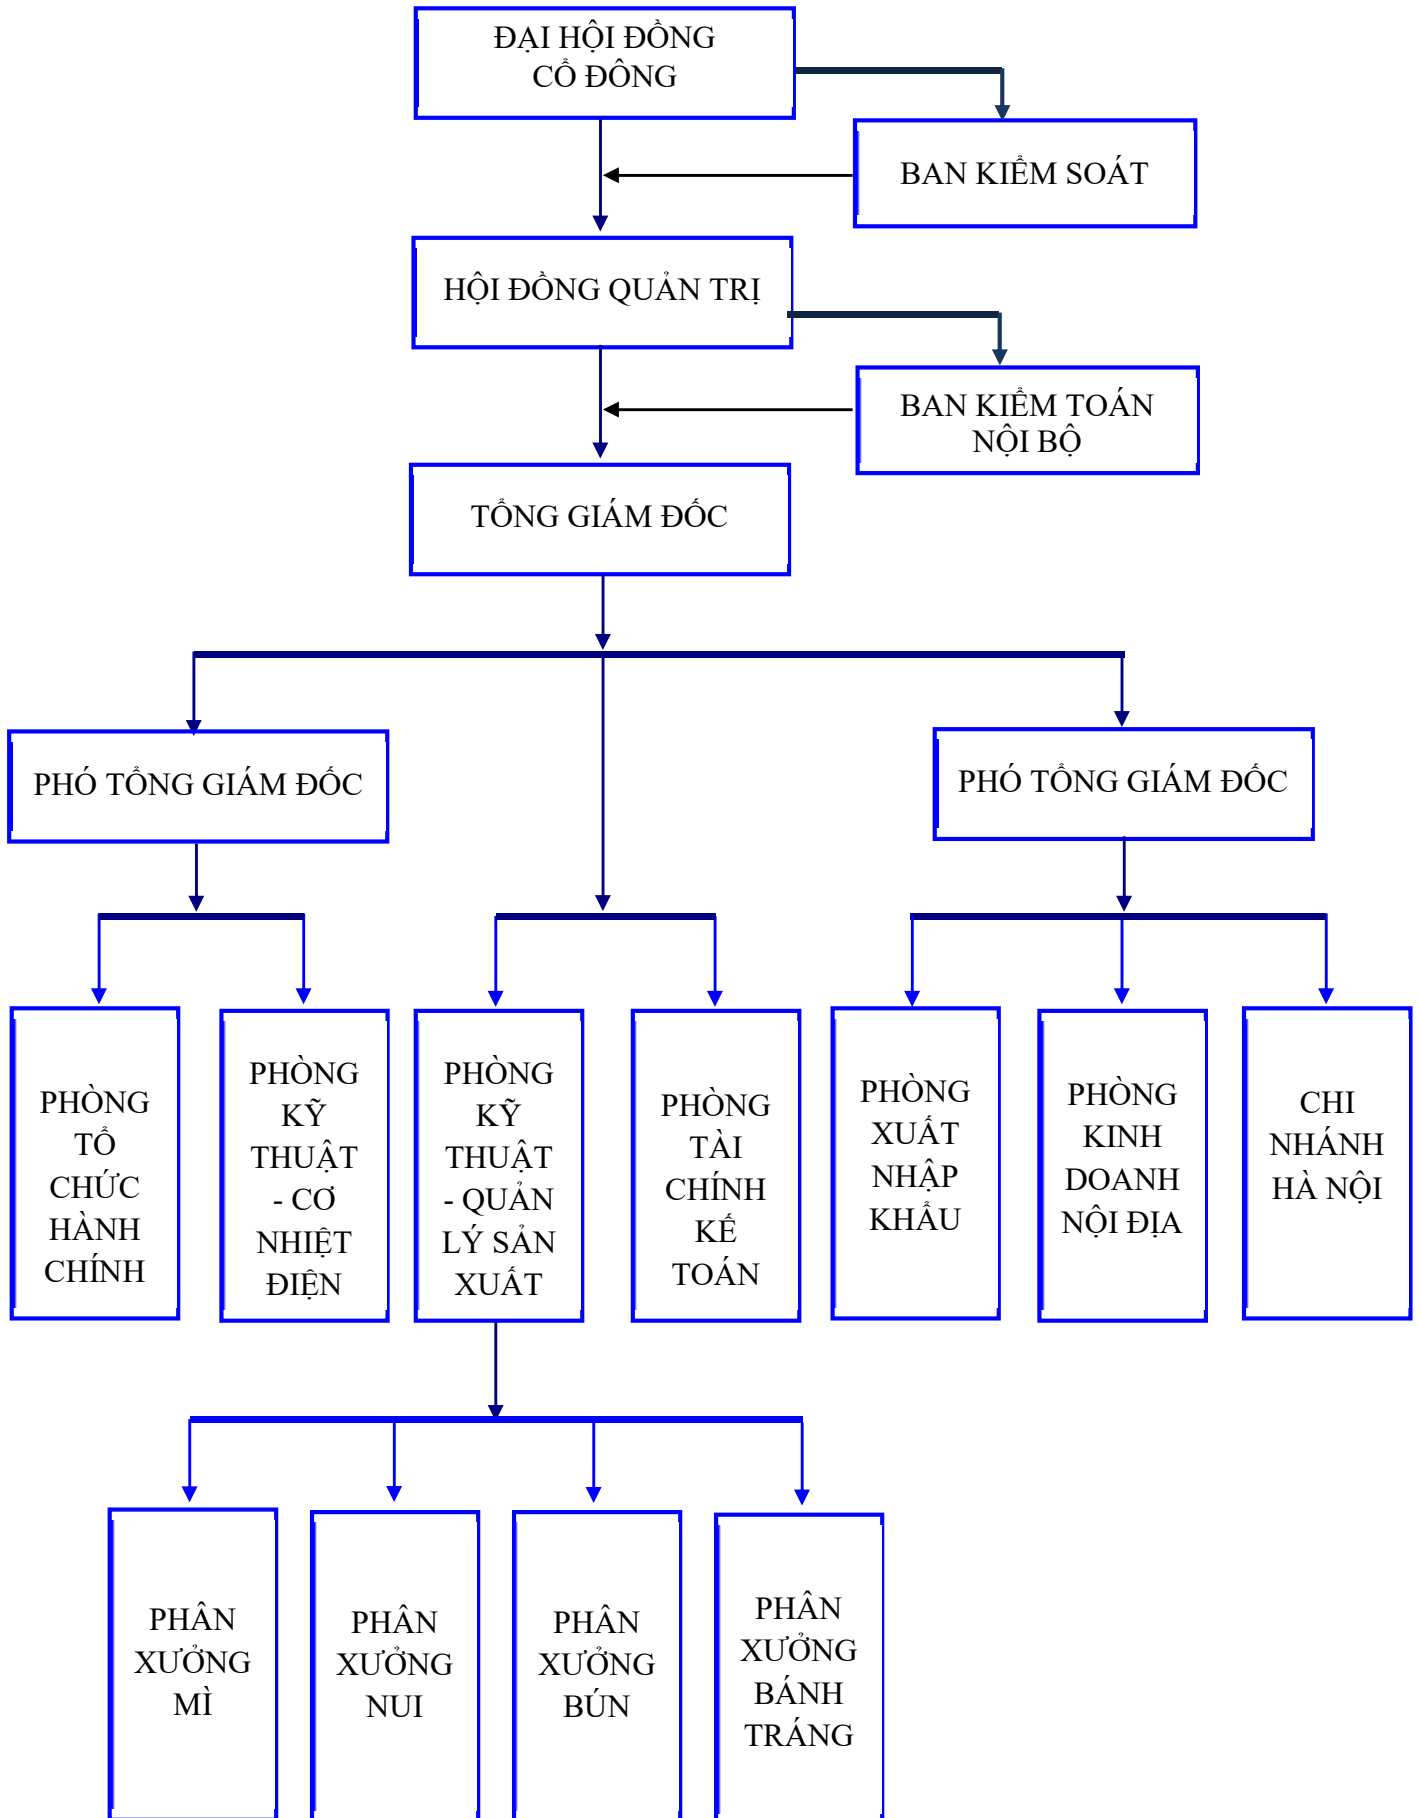 ĐẠI HỘI ĐỒNG
CỔ ĐÔNG
BAN KIỂM SOÁT
HỘI ĐỒNG QUẢN TRỊ
BAN KIỂM TOÁN
NỘI BỘ
TỔNG GIÁM ĐỐC
PHÓ TỔNG GIÁM ĐỐC
PHÓ TỔNG GIÁM ĐỐC
PHÒNG
TỔ
CHỨC
HÀNH
CHÍNH
PHÒNG
KỸ
THUẬT
- CƠ
NHIỆT
ĐIỆN
PHÒNG
KỸ
THUẬT
- QUẢN
LÝ SẢN
XUẤT
PHÒNG
TÀI
CHÍNH
KẾ
TOÁN
PHÒNG
XUẤT
NHẬP
KHẨU
PHÒNG
KINH
DOANH
NỘI ĐỊA
CHI
NHÁNH
HÀ NỘI
PHÂN
XƯỞNG
MÌ
PHÂN
XƯỞNG
NUI
PHÂN
XƯỞNG
BÚN
PHÂN
XƯỞNG
BÁNH
TRÁNG